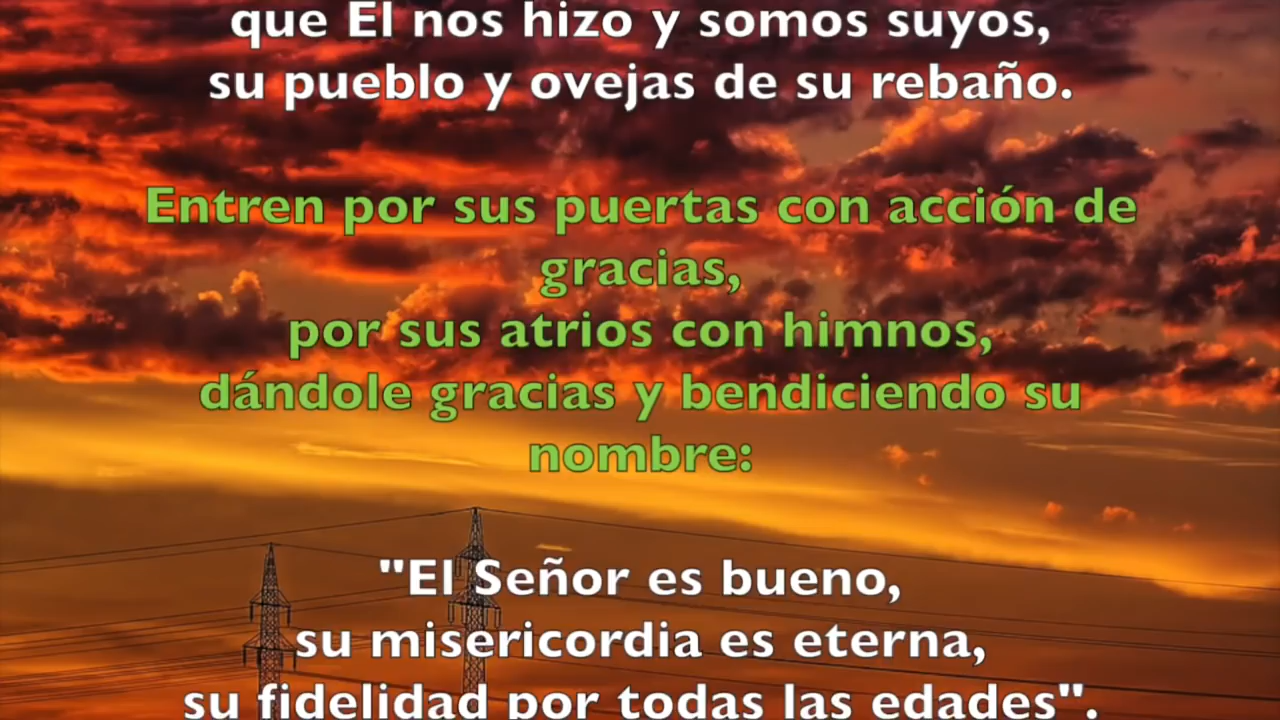 que Él nos hizo y somos suyos,
su pueblo y ovejas de su rebaño.
Entren por sus puertas con acción de
gracias,
por sus atrios con himnos,
dándole gracias y bendiciendo su
nombre:
"El Señor es bueno,
su misericordia es eterna,
su fidelidad por todas las edades".